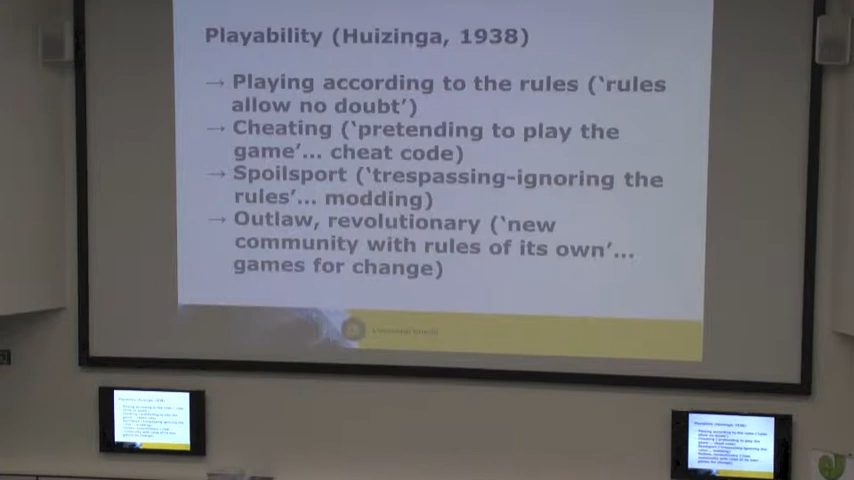 Playability (Huizinga, 1938)
→ Playing according to the rules (‘rules
allow no doubt’)
→ Cheating (‘pretending to play the
game’... cheat code)
→ Spoilsport (‘trespassing-ignoring the
rules’... modding)
→ Outlaw, revolutionary (‘new
community with rules of its own’...
games for change)